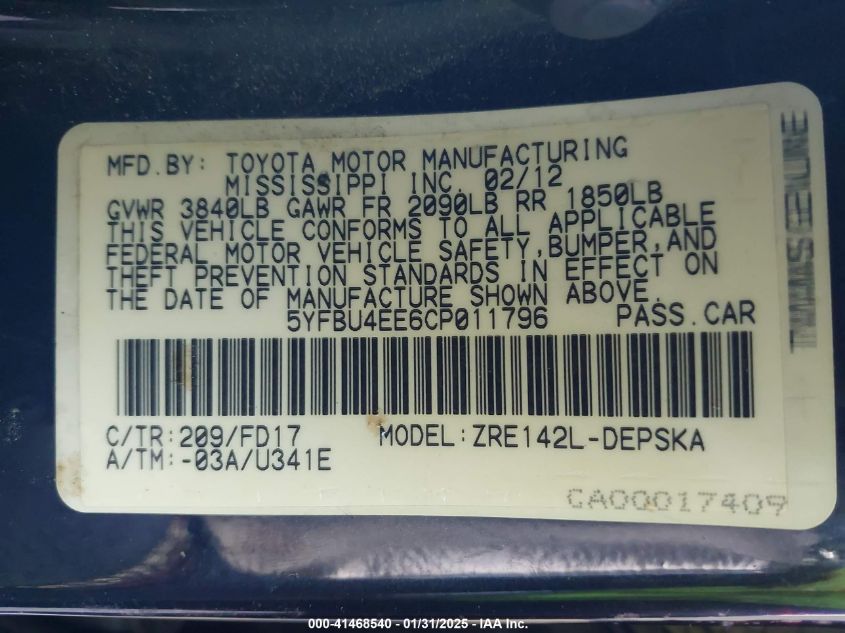 MFD.BY: TOYOTA MOTOR MANUFACTURING
MISSISSIPPI INC. 02/12
GVWR 3840LB GAWR FR 2090LB RR 1850LB
THIS VEHICLE CONFORMS TO ALL APPLICABLE
FEDERAL MOTOR VEHICLE SAFETY,BUMPER,AND
THEFT PREVENTION STANDARDS IN EFFECT ON
THE DATE OF MANUFACTURE SHOWN ABOVE.
5YFBU4EE6CP011796 PASS.CAR
C/TR:209/FD17 MODEL:ZRE142L-DEPSKA
A/TM:-03A/U341E
CA00017409
000-41468540 - 01/31/2025 - IAA Inc.